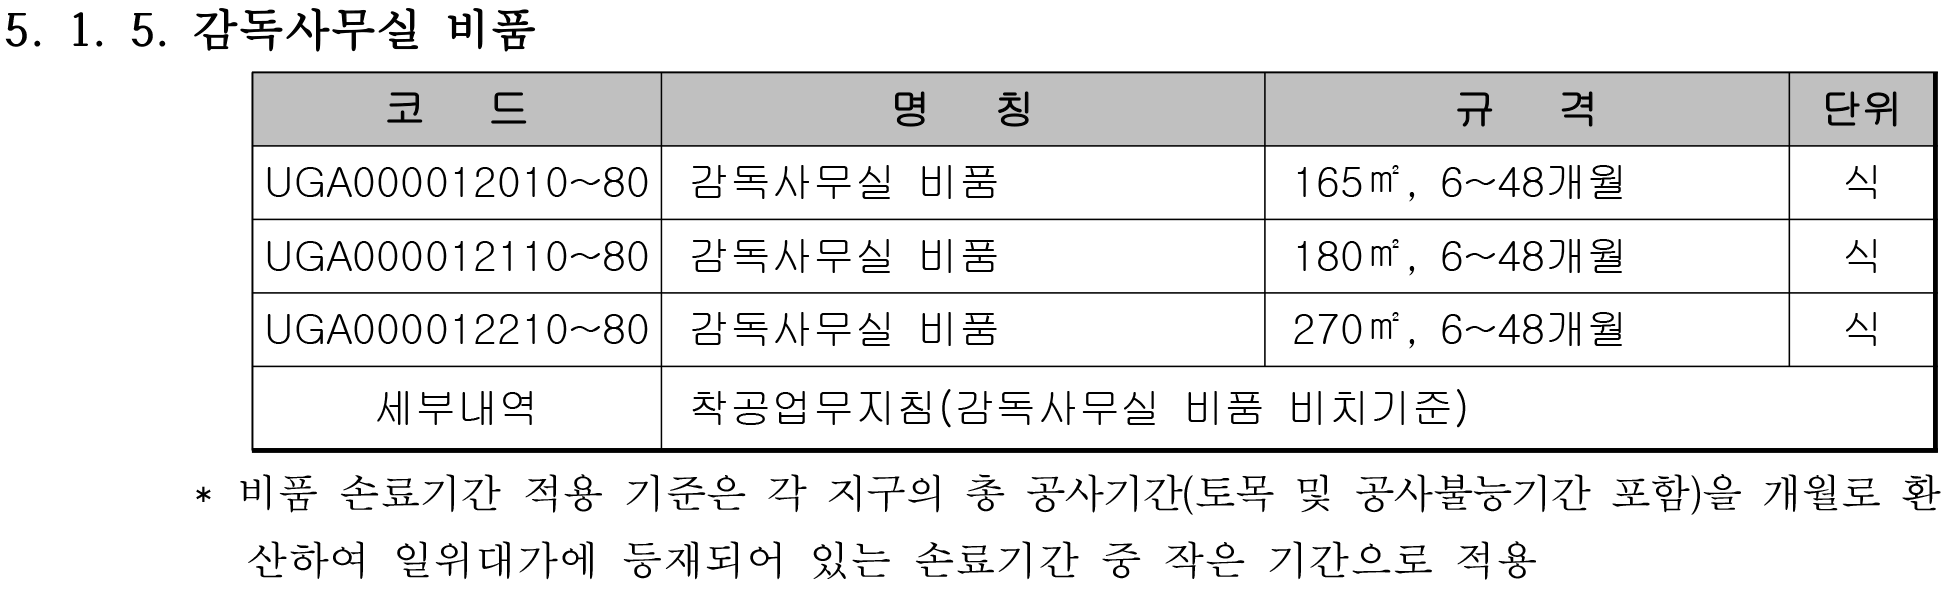 5. 1. 5. 감독사무실 비품
코 드 명 칭 규 격 단위
UGA000012010~80 감독사무실 비품 165㎡, 6~48개월 식
UGA000012110~80 감독사무실 비품 180㎡, 6~48개월 식
UGA000012210~80 감독사무실 비품 270㎡, 6~48개월 식
세부내역 착공업무지침(감독사무실 비품 비치기준)
* 비품 손료기간 적용 기준은 각 지구의 총 공사기간(토목 및 공사불능기간 포함)을 개월로 환
산하여 일위대가에 등재되어 있는 손료기간 중 작은 기간으로 적용